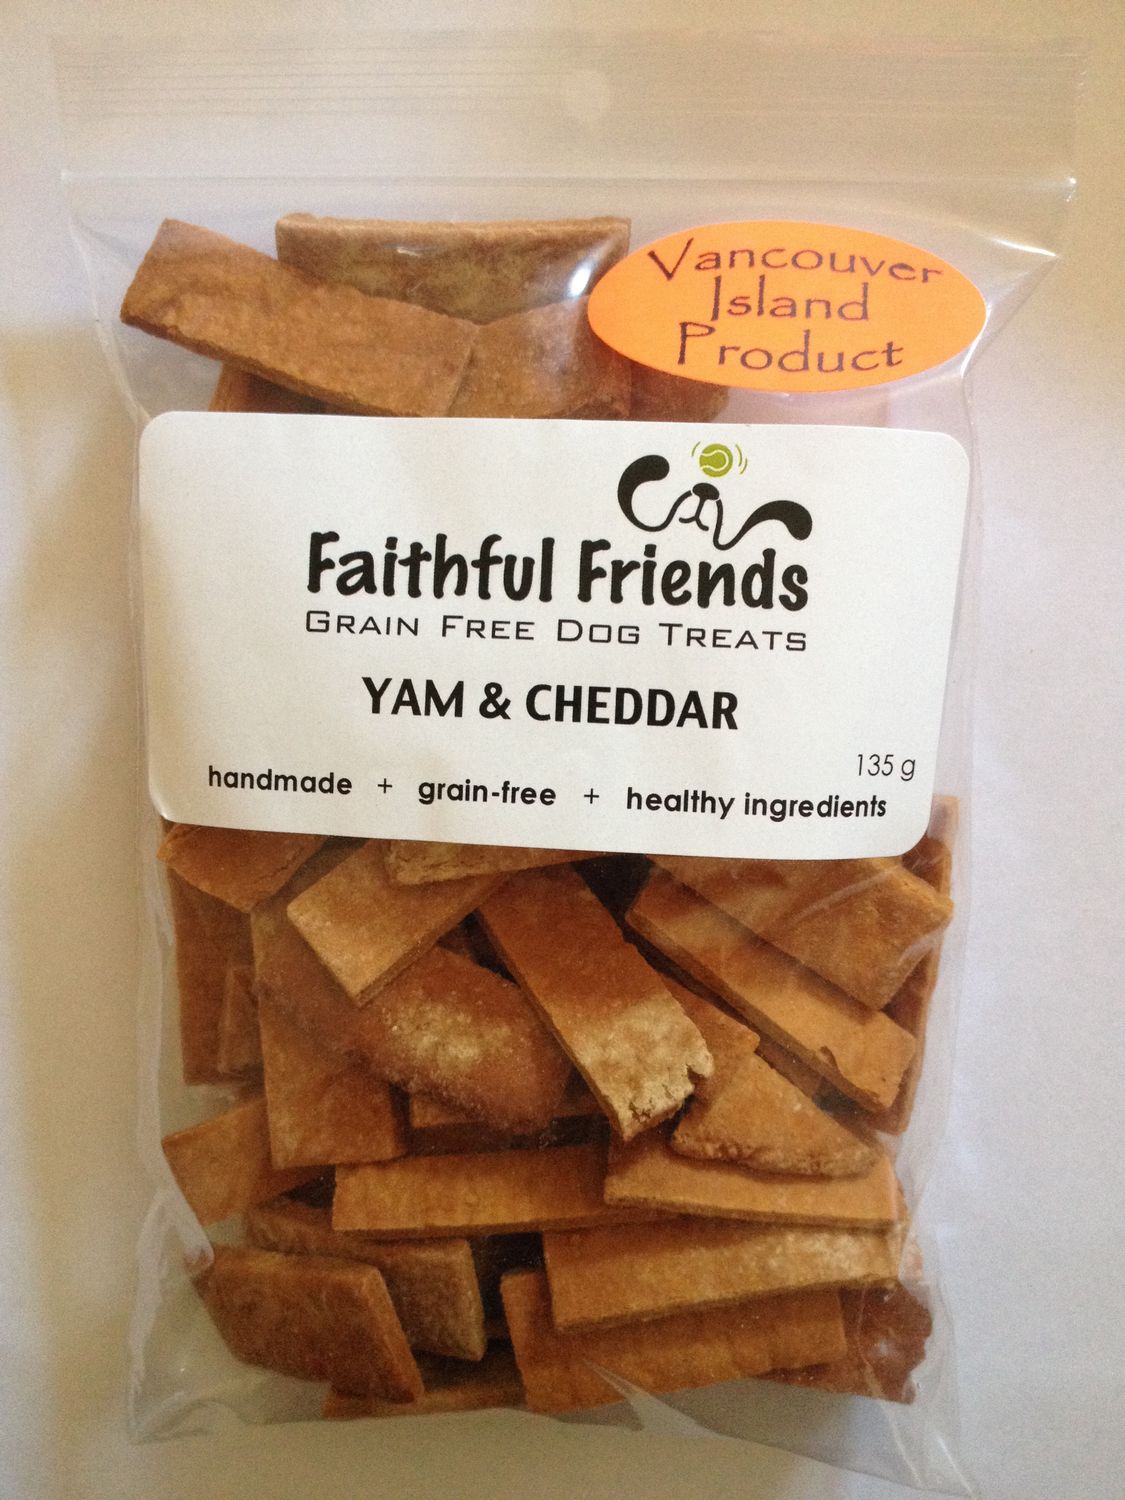 Vancouver
Island
Product
Faithful Friends
GRAIN FREE DOG TREATS
YAM & CHEDDAR
135 g
handmade + grain-free + healthy ingredients